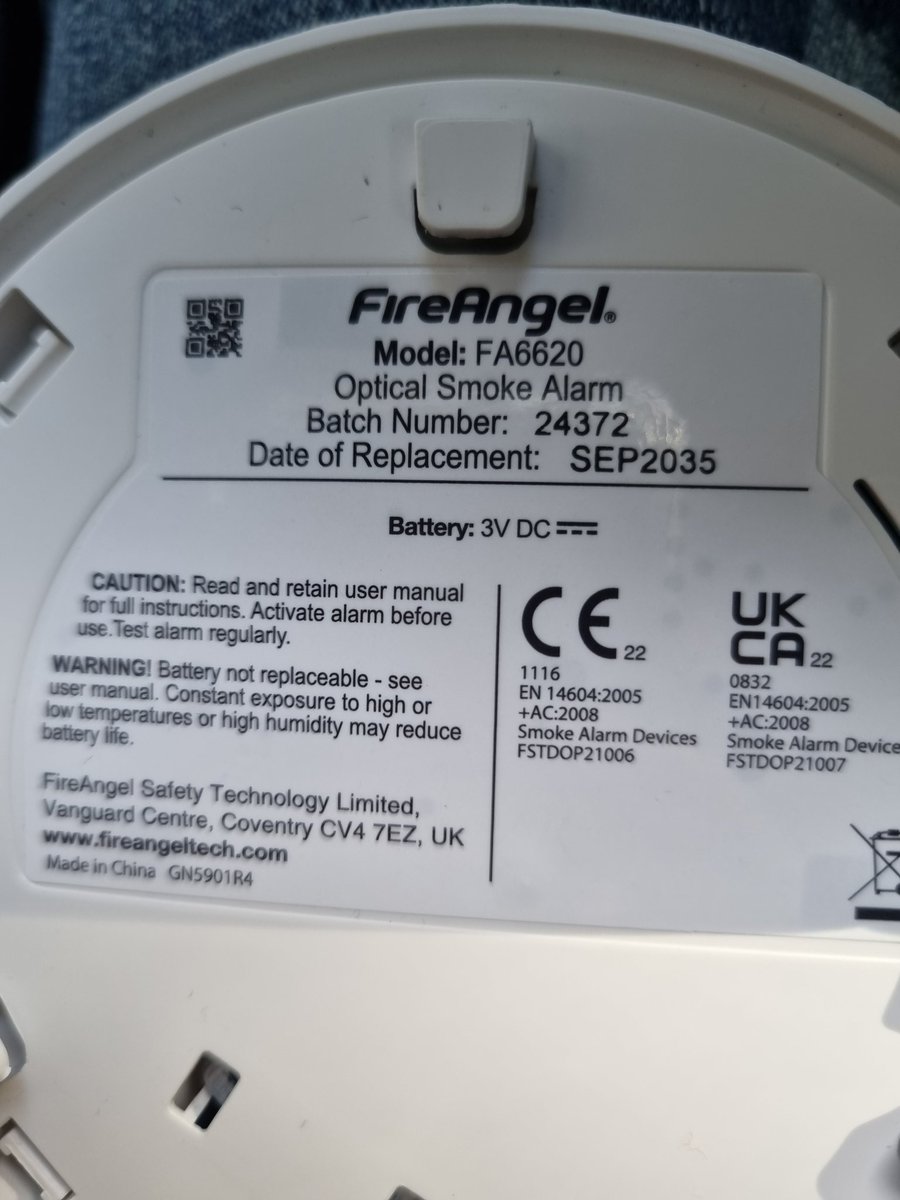 FireAngel®
Model: FA6620
Optical Smoke Alarm
Batch Number: 24372
Date of Replacement: SEP2035
Battery: 3V DC
CAUTION: Read and retain user manual
for full instructions. Activate alarm before
use.Test alarm regularly.
WARNING! Battery not replaceable - see
user manual. Constant exposure to high or
low temperatures or high humidity may reduce
battery life.
FireAngel Safety Technology Limited,
Vanguard Centre, Coventry CV4 7EZ, UK
www.fireangeltech.com
Made in China GN5901R4
CE 22
1116
EN 14604:2005
+AC:2008
Smoke Alarm Devices
FSTDOP21006
UK
CA 22
0832
EN14604:2005
+AC:2008
Smoke Alarm Device
FSTDOP21007